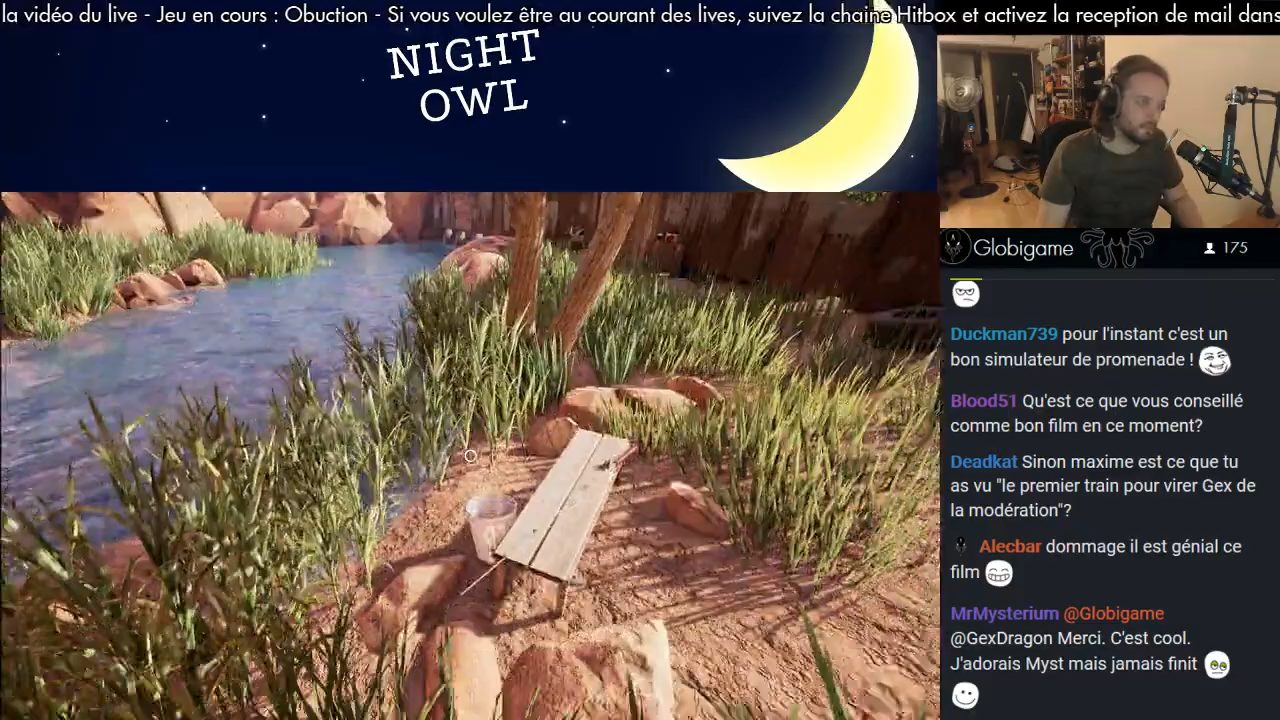 la vidéo du live - Jeu en cours : Obuction - Si vous voulez être au courant des lives, suivez la chaine Hitbox et activez la reception de mail dans
NIGHT
OWL
Globigame
175
Duckman739 pour l'instant c'est un
bon simulateur de promenade !
Blood51 Qu'est ce que vous conseillé
comme bon film en ce moment?
Deadkat Sinon maxime est ce que tu
as vu "le premier train pour virer Gex de
la modération"?
Alecbar dommage il est génial ce
film
MrMysterium @Globigame
@GexDragon Merci. C'est cool.
J'adorais Myst mais jamais finit